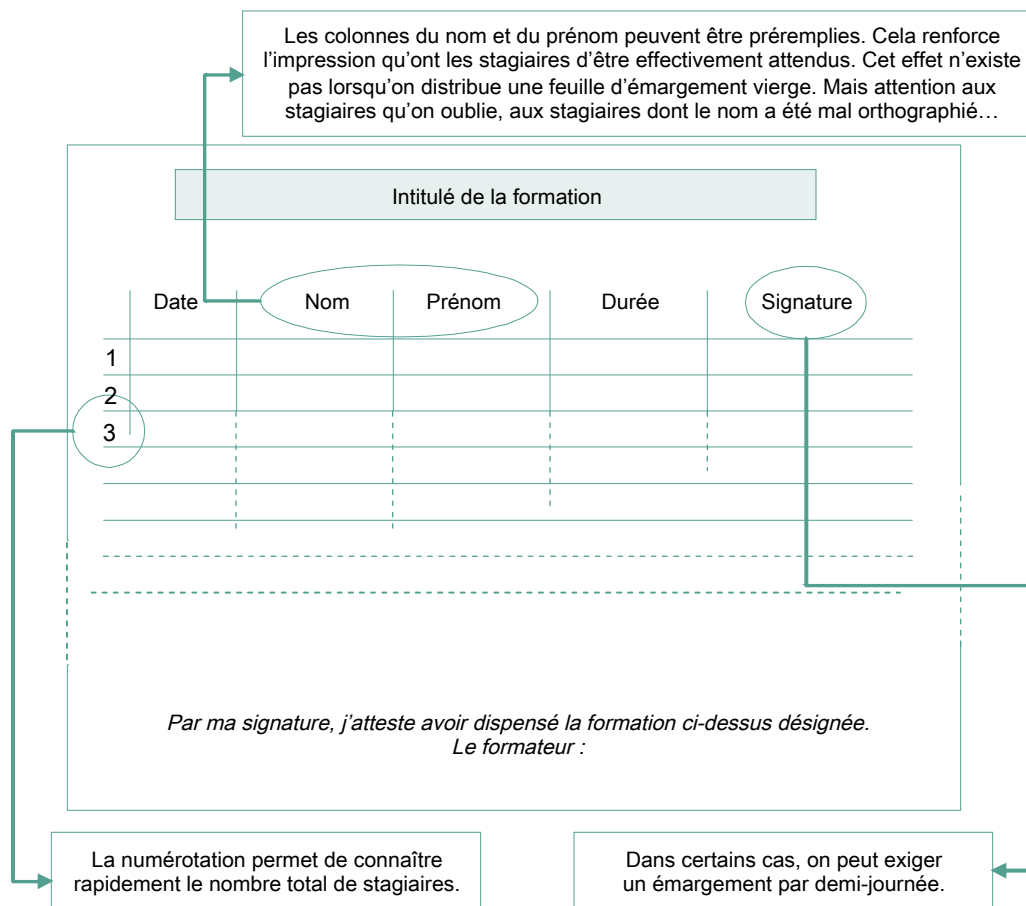 Les colonnes du nom et du prénom peuvent être préremplies. Cela renforce
l’impression qu’ont les stagiaires d’être effectivement attendus. Cet effet n’existe
pas lorsqu’on distribue une feuille d’émargement vierge. Mais attention aux
stagiaires qu’on oublie, aux stagiaires dont le nom a été mal orthographié…
Intitulé de la formation
Date Nom Prénom Durée Signature
1
2
3
Par ma signature, j’atteste avoir dispensé la formation ci-dessus désignée.
Le formateur :
La numérotation permet de connaître
rapidement le nombre total de stagiaires.
Dans certains cas, on peut exiger
un émargement par demi-journée.